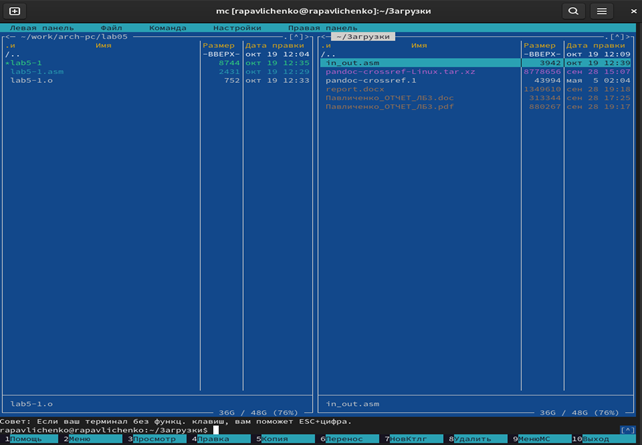 mc [rapavlichenko@rapavlichenko]:~/Загрузки
Левая панель Файл Команда Настройки Правая панель
<- ~/work/arch-pc/lab05 .[^]> <- ~/Загрузки .[^]>
.и Имя Размер Дата правки .и Имя Размер Дата правки
/.. -ВВЕРХ- окт 19 12:04 /.. -ВВЕРХ- окт 19 12:09
*lab5-1 8744 окт 19 12:35 in_out.asm 3942 окт 19 12:39
lab5-1.asm 2431 окт 19 12:29 pandoc-crossref-Linux.tar.xz 8778656 сен 28 15:07
lab5-1.o 752 окт 19 12:33 pandoc-crossref.1 43994 мая 5 02:04
report.docx 1349610 сен 28 19:18
Павличенко_ОТЧЕТ_ЛБ3.doc 313344 сен 28 17:25
Павличенко_ОТЧЕТ_ЛБ3.pdf 880267 сен 28 19:17
lab5-1.o in_out.asm
36G / 48G (76%) 36G / 48G (76%)
Совет: Если ваш терминал без функц. клавиш, вам поможет ESC+цифра.
rapavlichenko@rapavlichenko:~/Загрузки$ [^]
1Помощь 2Меню 3Просмотр 4Правка 5Копия 6Перенос 7НовКтлг 8Удалить 9МенюMC 10Выход